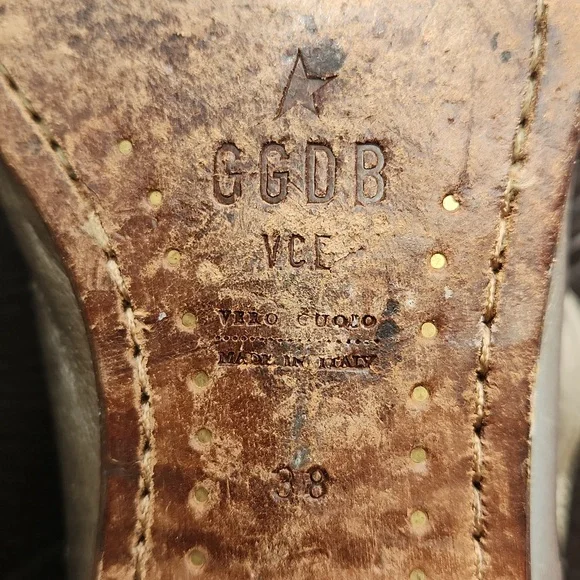 GGDB
VCE
VERO CUOIO
MADE IN ITALY
38